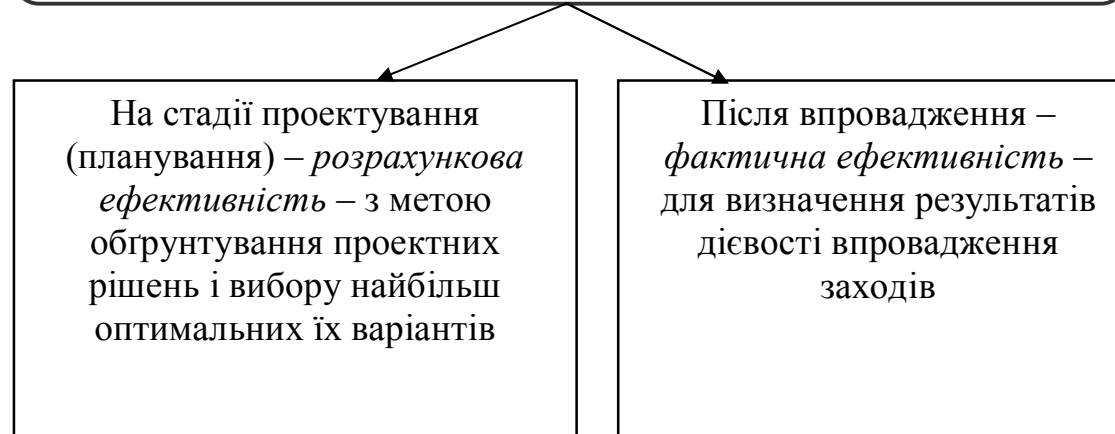 На стадії проектування
(планування) – розрахункова
ефективність – з метою
обґрунтування проектних
рішень і вибору найбільш
оптимальних їх варіантів
Після впровадження –
фактична ефективність –
для визначення результатів
дієвості впровадження
заходів